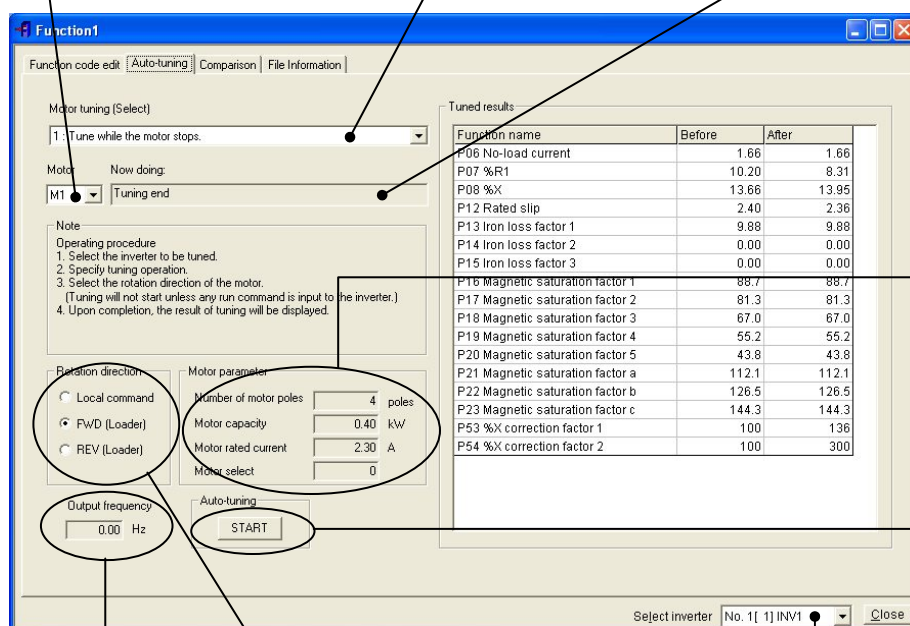 Function1
Function code edit Auto-tuning Comparison File Information
Motor tuning (Select)
1 : Tune while the motor stops.
Motor Now doing:
M1 Tuning end
Note
Operating procedure
1. Select the inverter to be tuned.
2. Specify tuning operation.
3. Select the rotation direction of the motor.
(Tuning will not start unless any run command is input to the inverter.)
4. Upon completion, the result of tuning will be displayed.
Rotation direction
Local command
FWD (Loader)
REV (Loader)
Motor parameter
Number of motor poles 4 poles
Motor capacity 0.40 kW
Motor rated current 2.30 A
Motor select 0
Output frequency
0.00 Hz
Auto-tuning
START
Tuned results
Function name Before After
P06 No-load current 1.66 1.66
P07 %R1 10.20 8.31
P08 %X 13.66 13.95
P12 Rated slip 2.40 2.36
P13 Iron loss factor 1 9.88 9.88
P14 Iron loss factor 2 0.00 0.00
P15 Iron loss factor 3 0.00 0.00
P16 Magnetic saturation factor 1 88.7 88.7
P17 Magnetic saturation factor 2 81.3 81.3
P18 Magnetic saturation factor 3 67.0 67.0
P19 Magnetic saturation factor 4 55.2 55.2
P20 Magnetic saturation factor 5 43.8 43.8
P21 Magnetic saturation factor a 112.1 112.1
P22 Magnetic saturation factor b 126.5 126.5
P23 Magnetic saturation factor c 144.3 144.3
P53 %X correction factor 1 100 136
P54 %X correction factor 2 100 300
Select inverter No. 1[ 1] INV1 Close